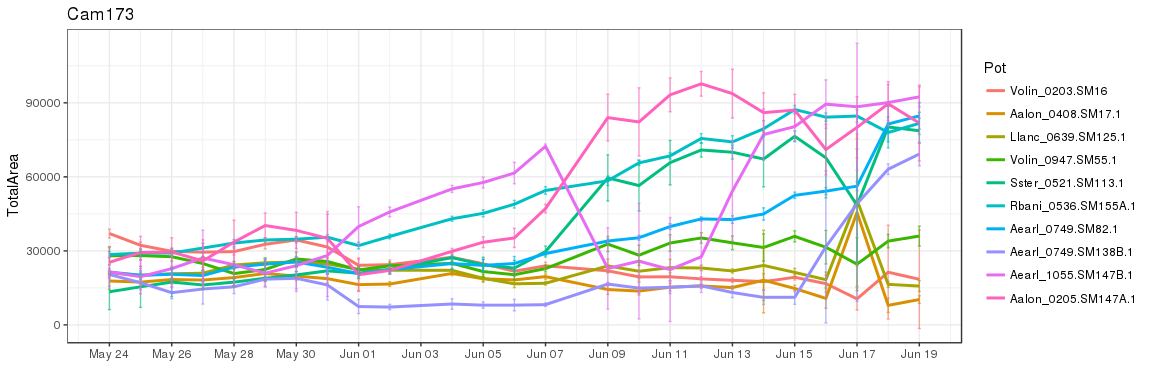 Cam173
TotalArea
90000
60000
30000
0
May 24 May 26 May 28 May 30 Jun 01 Jun 03 Jun 05 Jun 07 Jun 09 Jun 11 Jun 13 Jun 15 Jun 17 Jun 19
Pot
Volin_0203.SM16
Aalon_0408.SM17.1
Llanc_0639.SM125.1
Volin_0947.SM55.1
Sster_0521.SM113.1
Rbani_0536.SM155A.1
Aearl_0749.SM82.1
Aearl_0749.SM138B.1
Aearl_1055.SM147B.1
Aalon_0205.SM147A.1